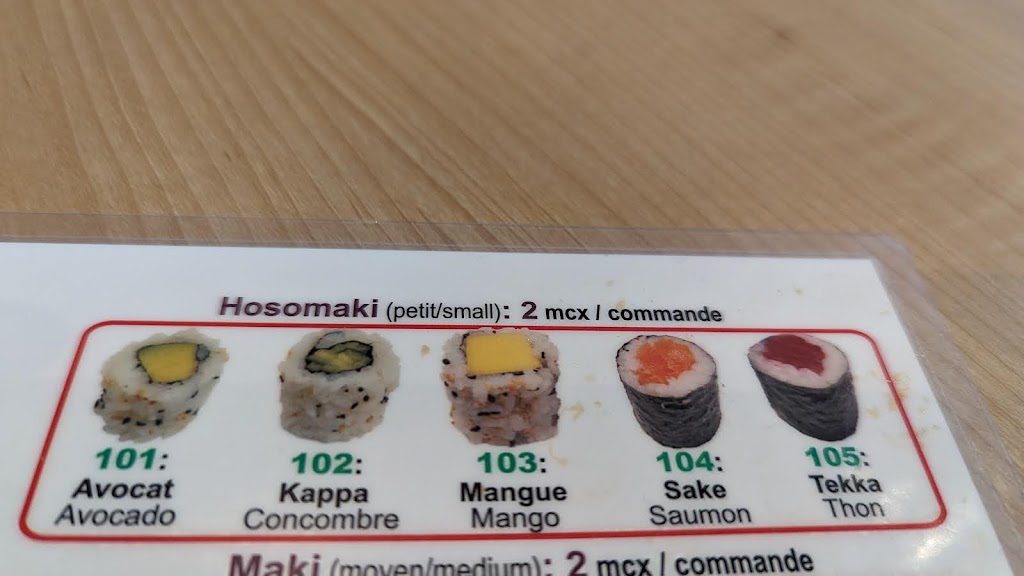 Hosomaki (petit/small): 2 mcx / commande
101: 102: 103: 104: 105:
Avocat Kappa Mangue Sake Tekka
Avocado Concombre Mango Saumon Thon
Maki (moyen/medium): 2 mcx / commande